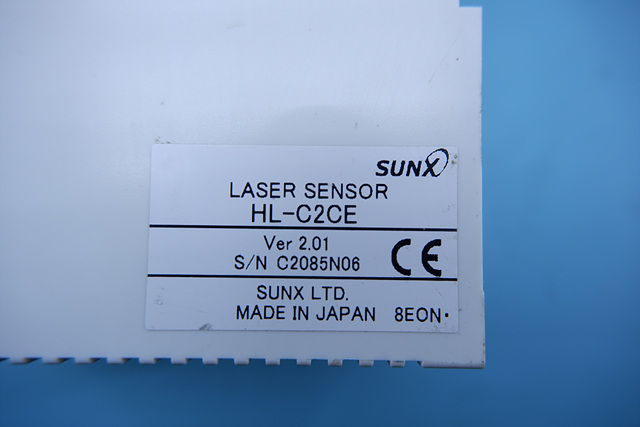 SUNX
LASER SENSOR
HL-C2CE
Ver 2.01
S/N C2085N06
CE
SUNX LTD.
MADE IN JAPAN 8EON·